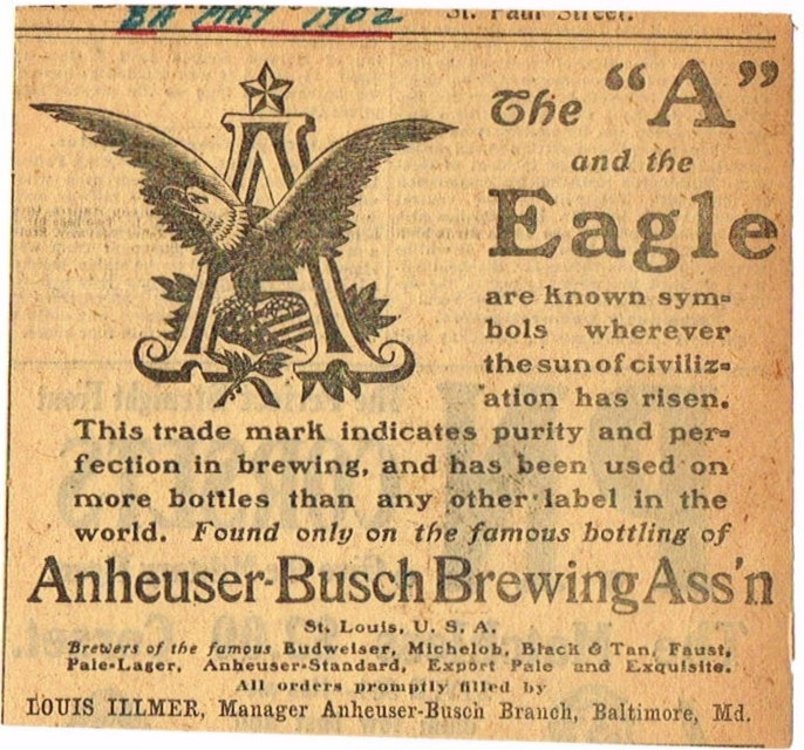 BA MAY 1902
St. Paul Street.
The "A"
and the
Eagle
are known sym-
bols wherever
the sun of civiliz-
ation has risen.
This trade mark indicates purity and per-
fection in brewing, and has been used on
more bottles than any other label in the
world. Found only on the famous bottling of
Anheuser-Busch Brewing Ass'n
St. Louis, U. S. A.
Brewers of the famous Budweiser, Michelob, Black & Tan, Faust,
Pale-Lager, Anheuser-Standard, Export Pale and Exquisite.
All orders promptly filled by
LOUIS ILLMER, Manager Anheuser-Busch Branch, Baltimore, Md.